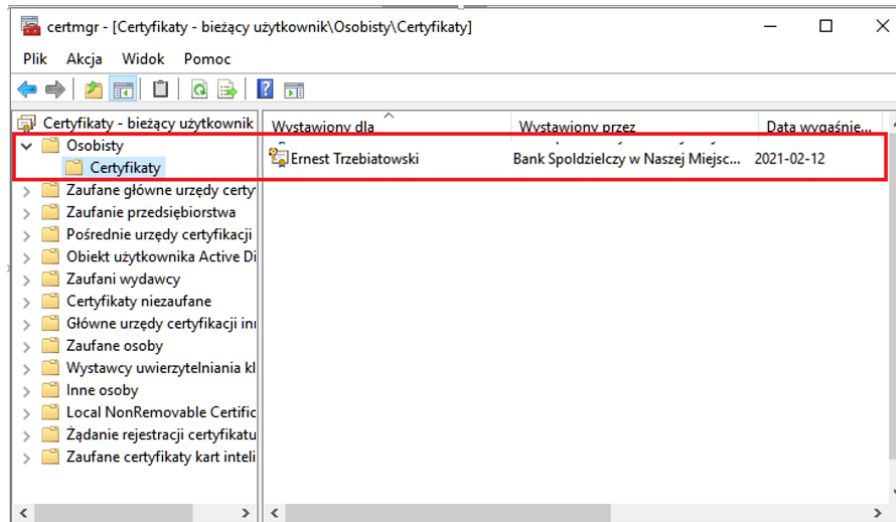 certmgr - [Certyfikaty - bieżący użytkownik\Osobisty\Certyfikaty]
Plik Akcja Widok Pomoc
Certyfikaty - bieżący użytkownik
Osobisty
Certyfikaty
Zaufane główne urzędy certy
Zaufanie przedsiębiorstwa
Pośrednie urzędy certyfikacji
Obiekt użytkownika Active Di
Zaufani wydawcy
Certyfikaty niezaufane
Główne urzędy certyfikacji inn
Zaufane osoby
Wystawcy uwierzytelniania kl
Inne osoby
Local NonRemovable Certific
Żądanie rejestracji certyfikatu
Zaufane certyfikaty kart inteli
Wystawiony dla Wystawiony przez Data wygaśnie...
Ernest Trzebiatowski Bank Spoldzielczy w Naszej Miejsc... 2021-02-12